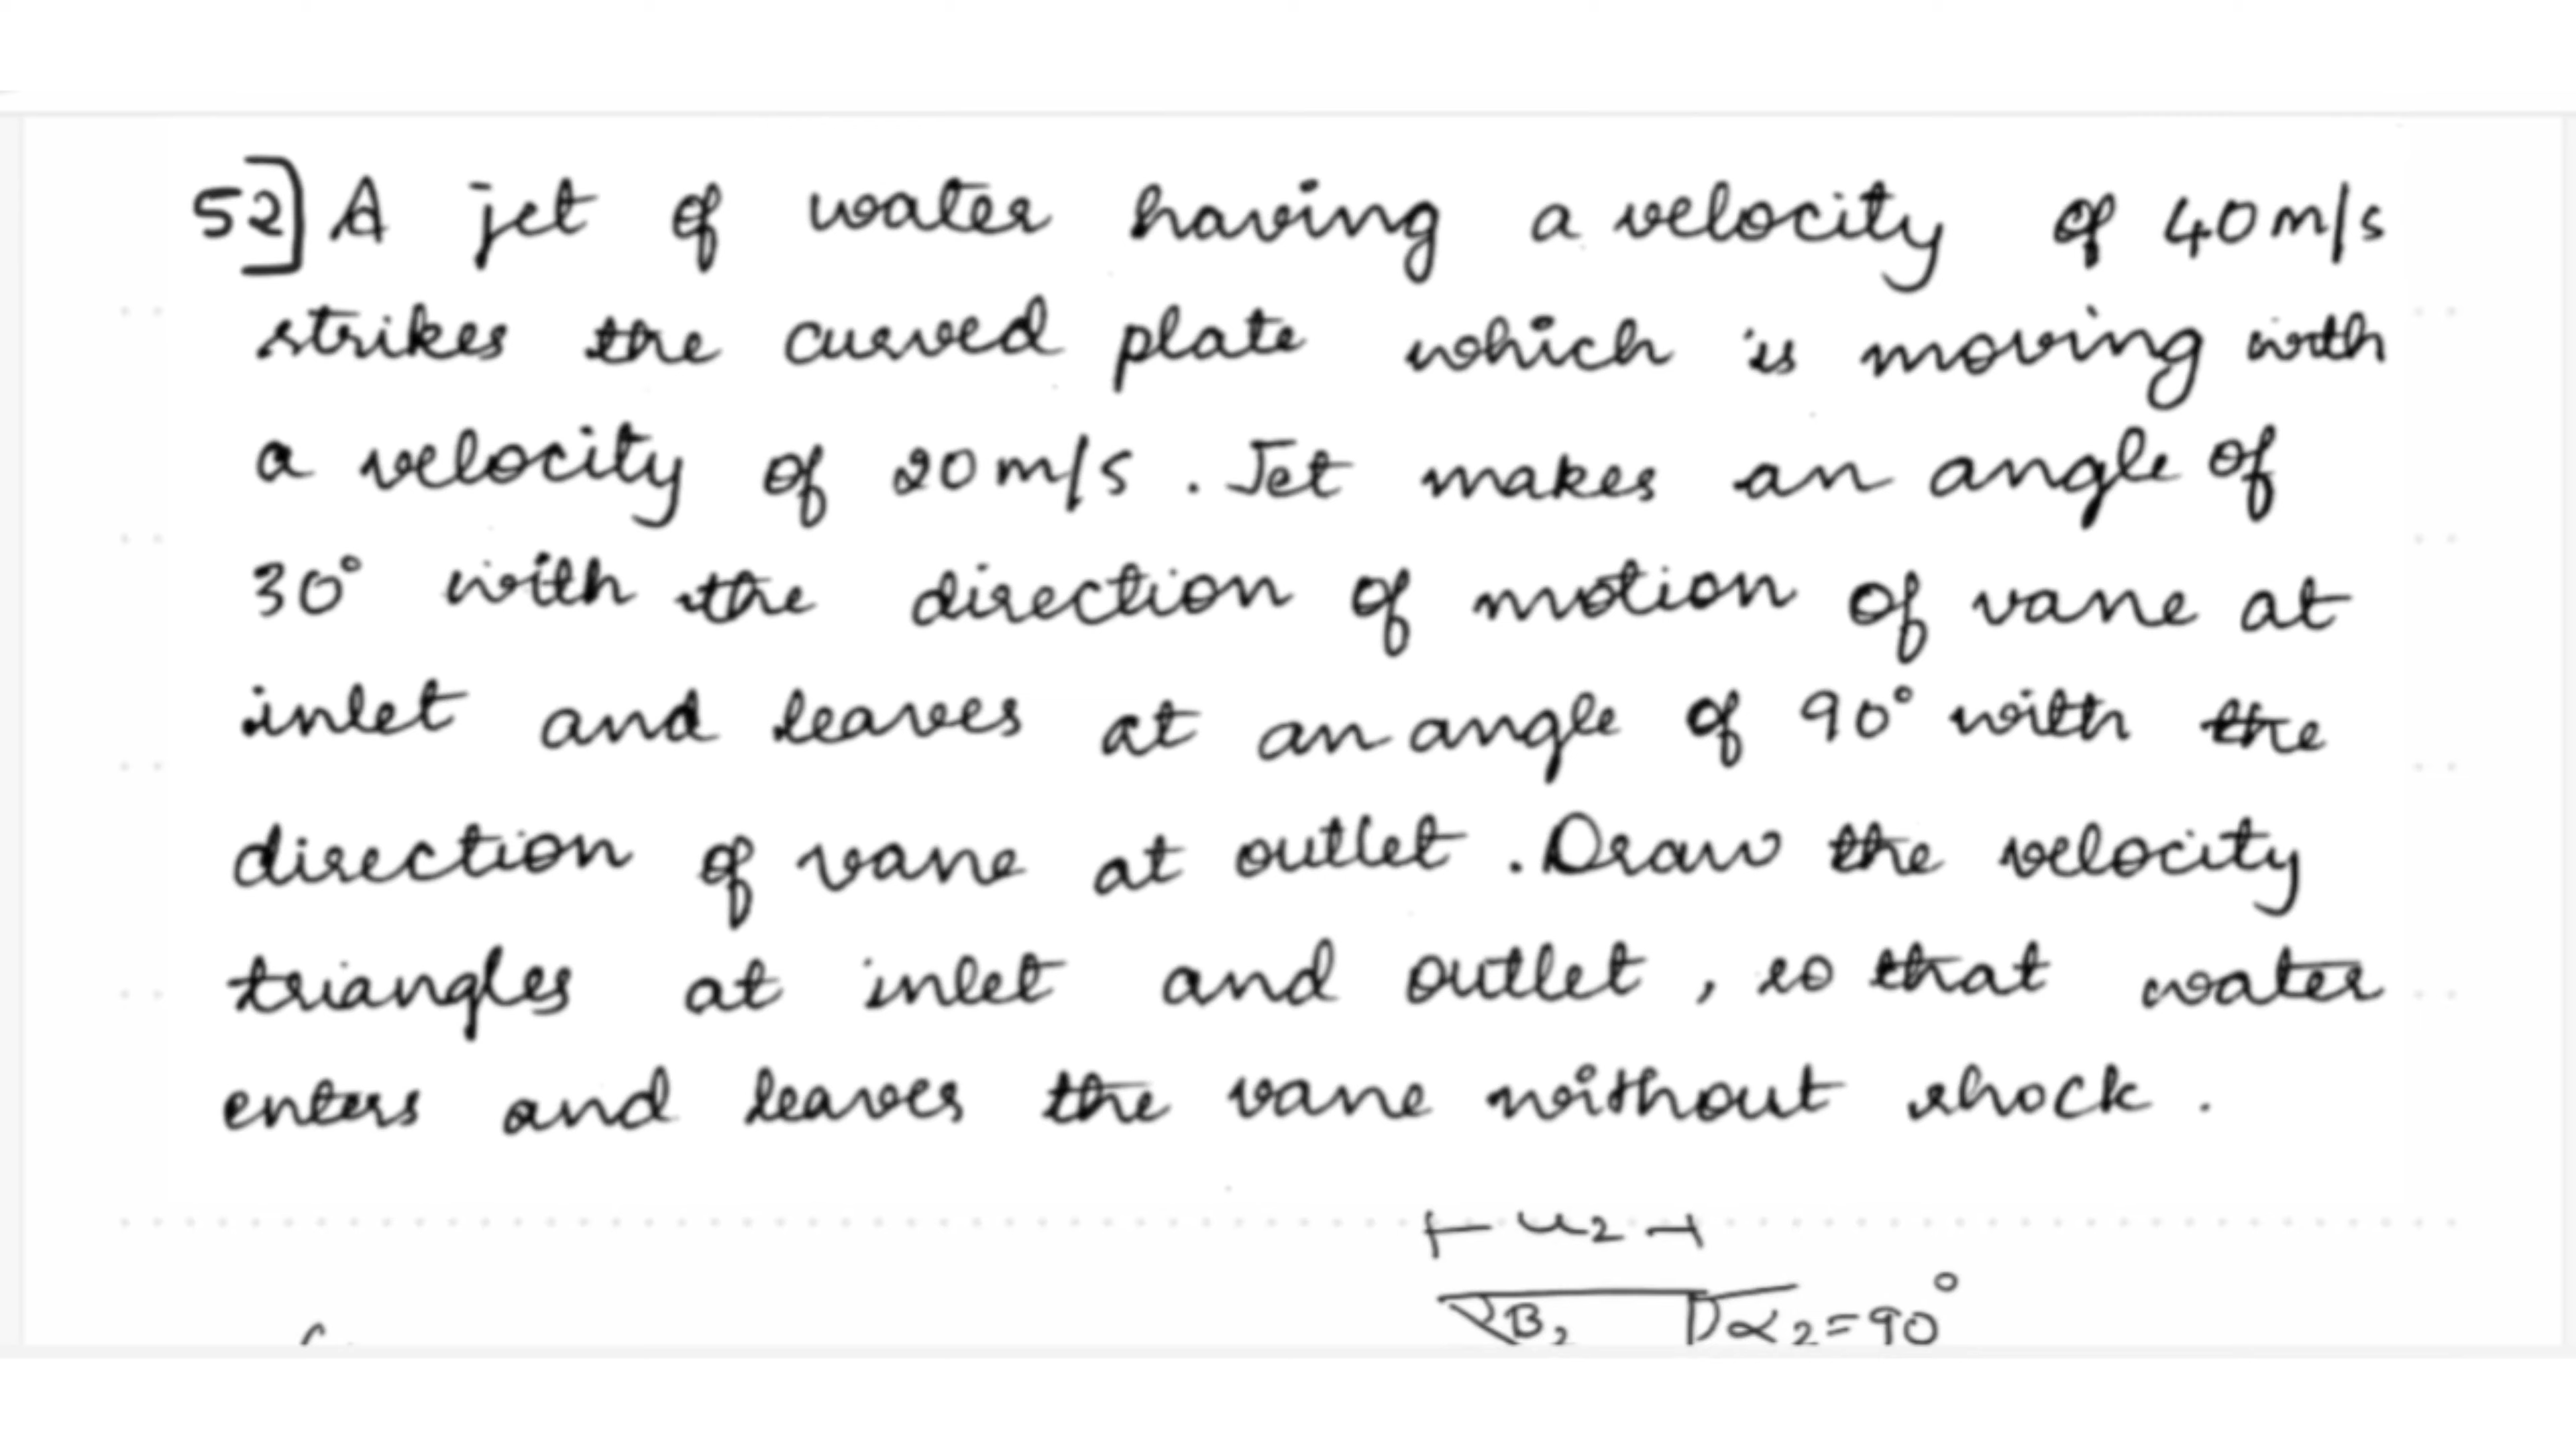 52] A jet of water having a velocity of 40m/s
strikes the curved plate which is moving with
a velocity of 20m/s. Jet makes an angle of
30° with the direction of motion of vane at
inlet and leaves at an angle of 90° with the
direction of vane at outlet. Draw the velocity
triangles at inlet and outlet, so that water
enters and leaves the vane without shock.
u2
B2 α2=90°